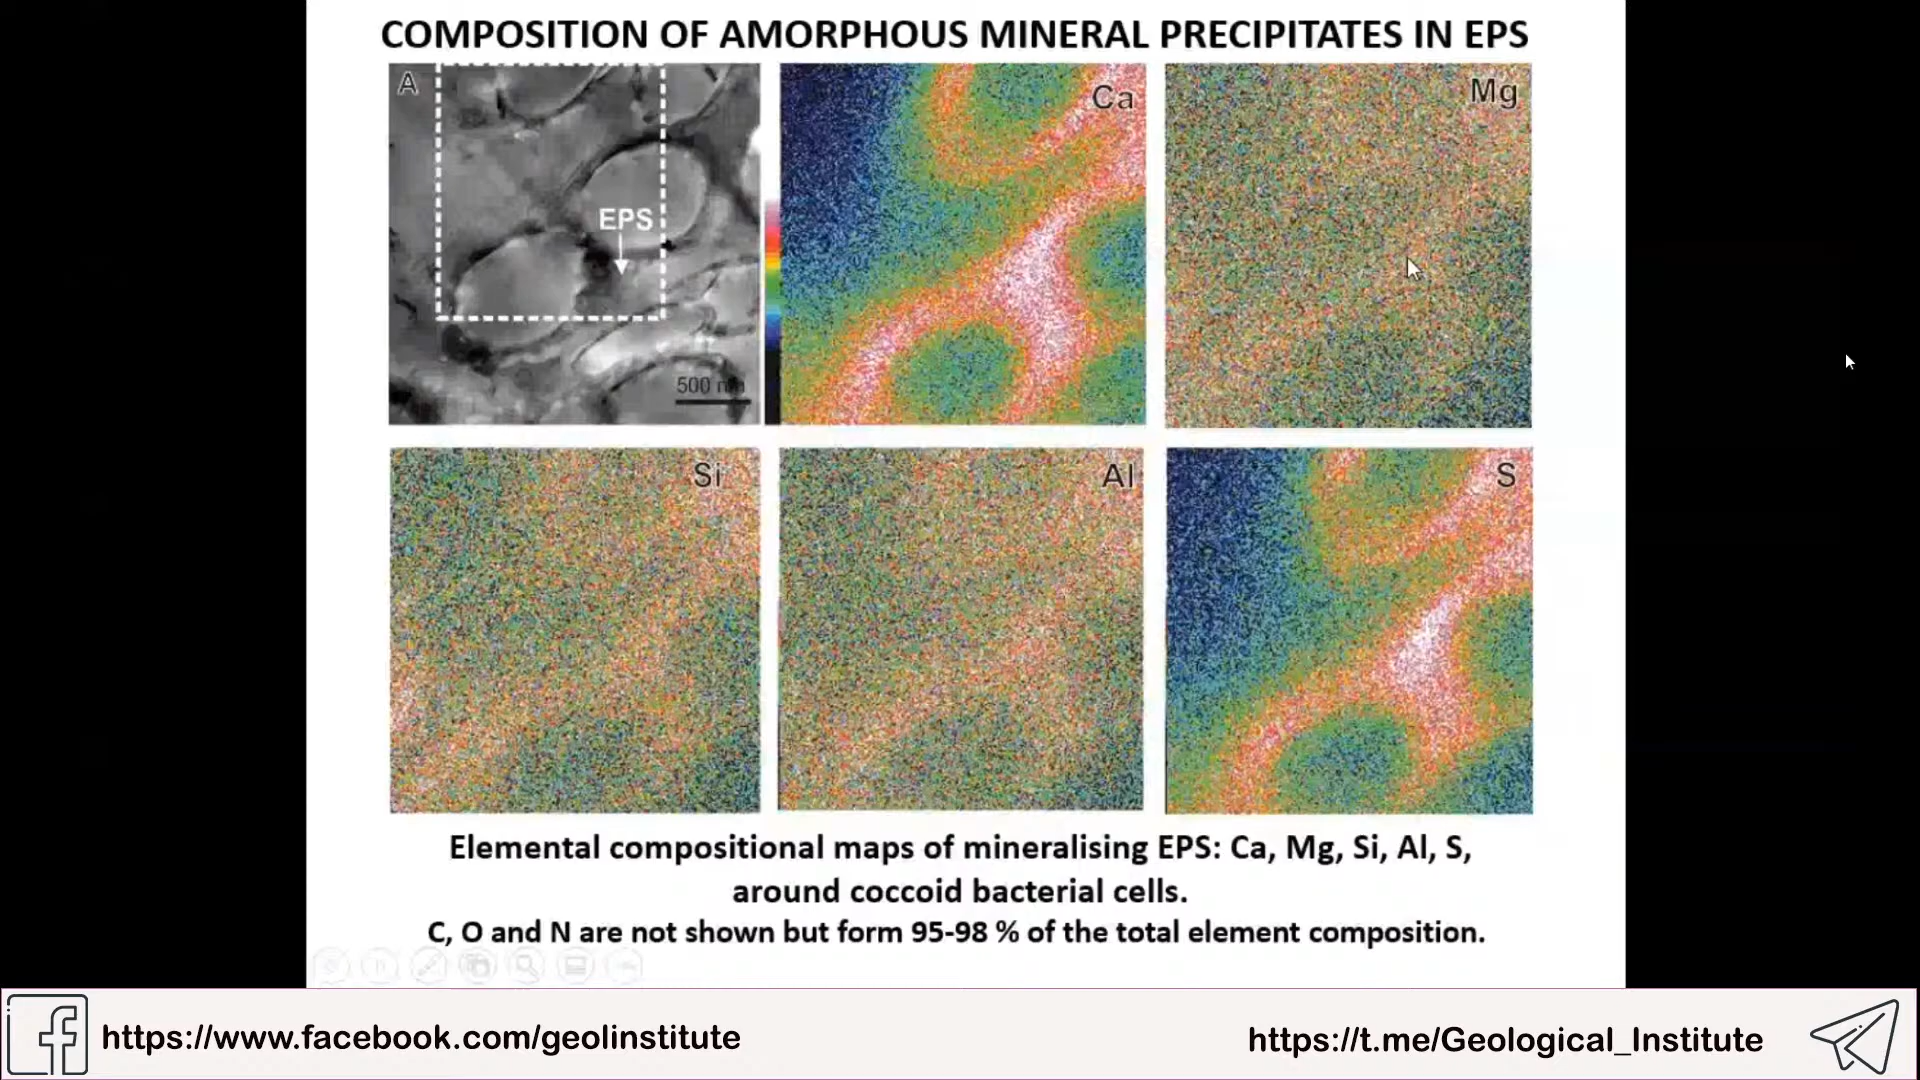 COMPOSITION OF AMORPHOUS MINERAL PRECIPITATES IN EPS
A
Ca
Mg
EPS
500 nm
Si
Al
S
Elemental compositional maps of mineralising EPS: Ca, Mg, Si, Al, S,
around coccoid bacterial cells.
C, O and N are not shown but form 95-98 % of the total element composition.
https://www.facebook.com/geolinstitute
https://t.me/Geological_Institute